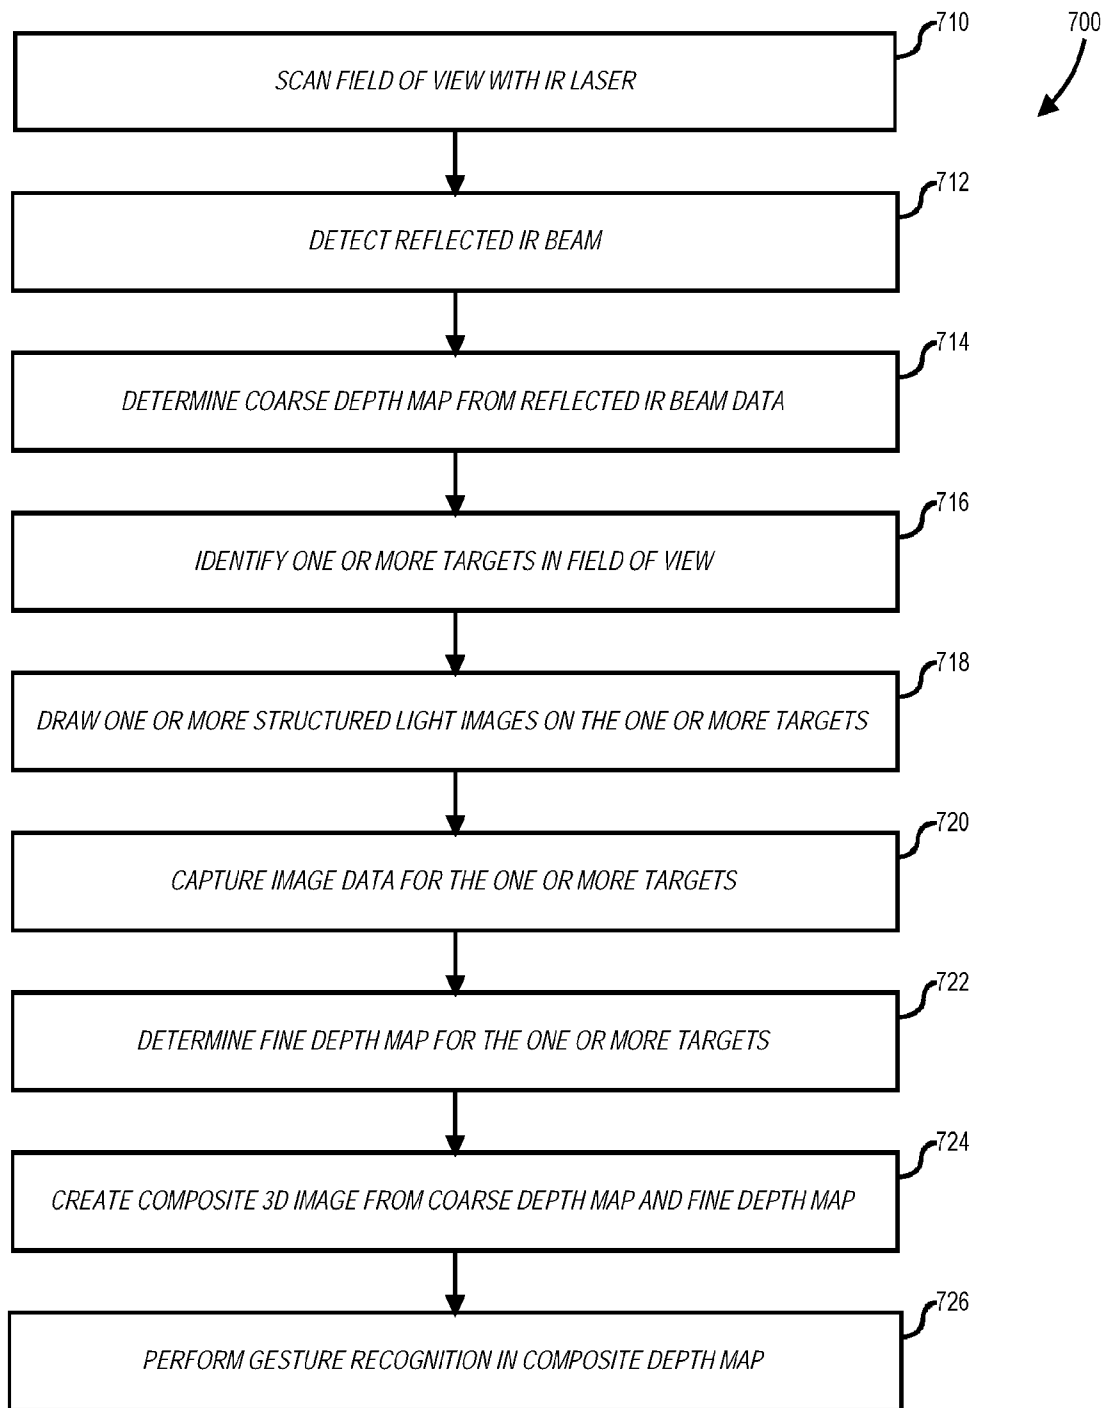 710
700
SCAN FIELD OF VIEW WITH IR LASER
712
DETECT REFLECTED IR BEAM
714
DETERMINE COARSE DEPTH MAP FROM REFLECTED IR BEAM DATA
716
IDENTIFY ONE OR MORE TARGETS IN FIELD OF VIEW
718
DRAW ONE OR MORE STRUCTURED LIGHT IMAGES ON THE ONE OR MORE TARGETS
720
CAPTURE IMAGE DATA FOR THE ONE OR MORE TARGETS
722
DETERMINE FINE DEPTH MAP FOR THE ONE OR MORE TARGETS
724
CREATE COMPOSITE 3D IMAGE FROM COARSE DEPTH MAP AND FINE DEPTH MAP
726
PERFORM GESTURE RECOGNITION IN COMPOSITE DEPTH MAP